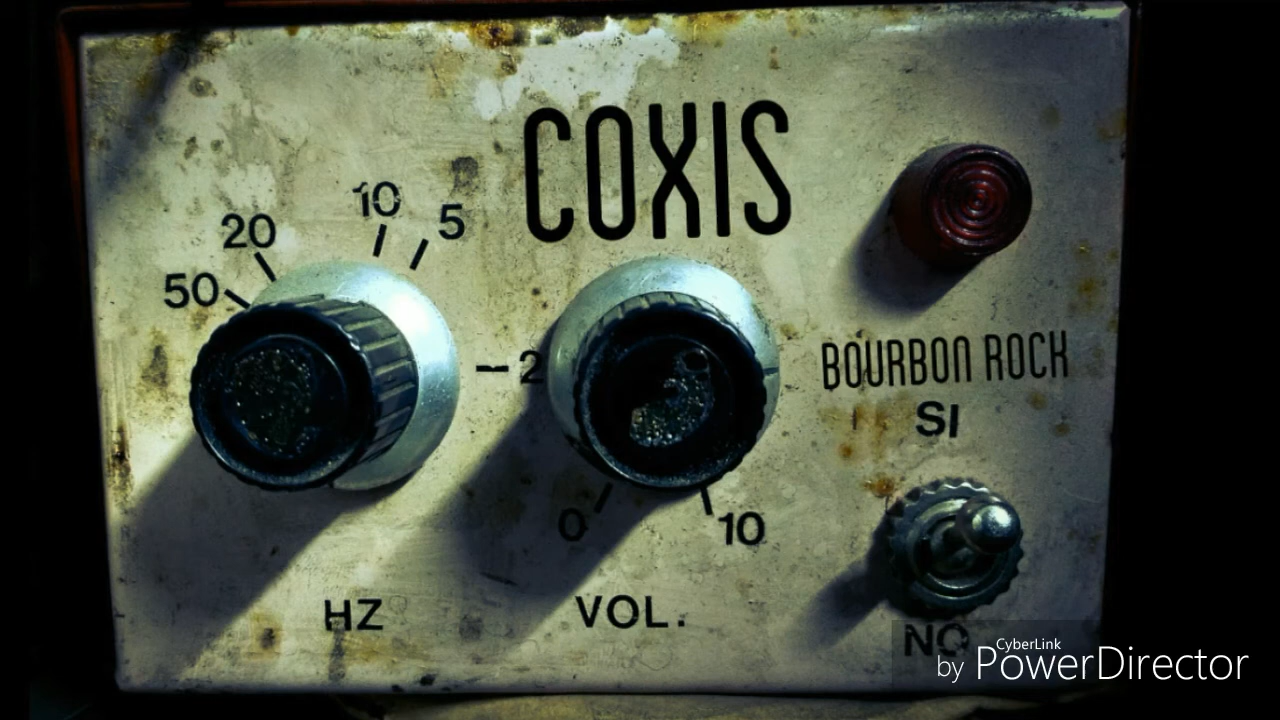 COXIS
10
5
20
50
2
BOURBON ROCK
SI
0
10
HZ
VOL.
NO
CyberLink
by PowerDirector